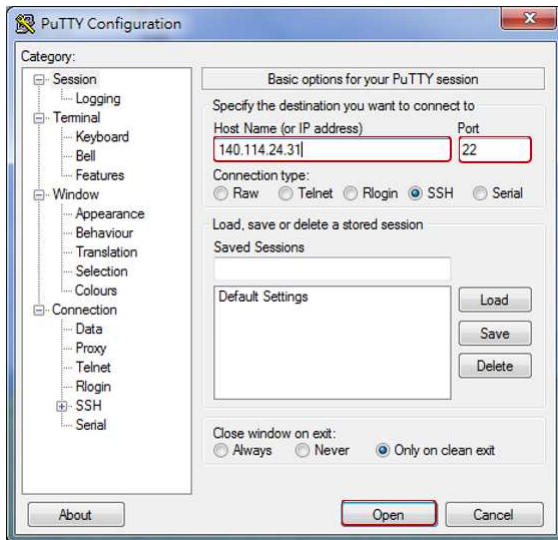 PuTTY Configuration
Category:
Session
Logging
Terminal
Keyboard
Bell
Features
Window
Appearance
Behaviour
Translation
Selection
Colours
Connection
Data
Proxy
Telnet
Rlogin
SSH
Serial
Basic options for your PuTTY session
Specify the destination you want to connect to
Host Name (or IP address) Port
140.114.24.31 22
Connection type:
Raw Telnet Rlogin SSH Serial
Load, save or delete a stored session
Saved Sessions
Default Settings
Load
Save
Delete
Close window on exit:
Always Never Only on clean exit
About Open Cancel